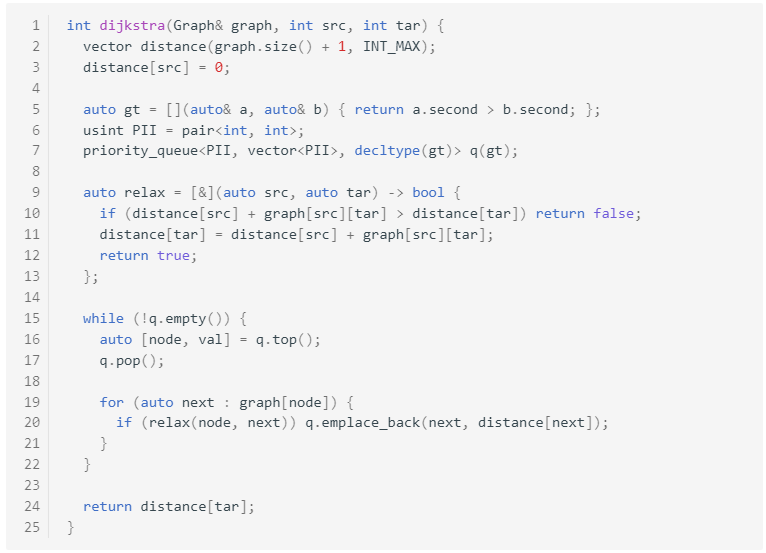 1 int dijkstra(Graph& graph, int src, int tar) {
2   vector distance(graph.size() + 1, INT_MAX);
3   distance[src] = 0;
4
5   auto gt = [](auto& a, auto& b) { return a.second > b.second; };
6   usint PII = pair<int, int>;
7   priority_queue<PII, vector<PII>, decltype(gt)> q(gt);
8
9   auto relax = [&](auto src, auto tar) -> bool {
10     if (distance[src] + graph[src][tar] > distance[tar]) return false;
11     distance[tar] = distance[src] + graph[src][tar];
12     return true;
13   };
14
15   while (!q.empty()) {
16     auto [node, val] = q.top();
17     q.pop();
18
19     for (auto next : graph[node]) {
20       if (relax(node, next)) q.emplace_back(next, distance[next]);
21     }
22   }
23
24   return distance[tar];
25 }